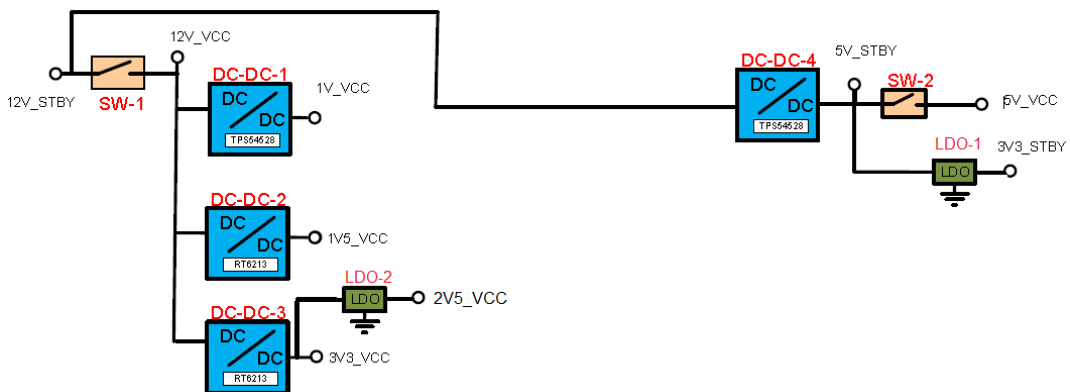 12V_VCC
12V_STBY
SW-1
DC-DC-1
DC
DC
TPS54528
1V_VCC
DC-DC-2
DC
DC
RT6213
1V5_VCC
DC-DC-3
DC
DC
RT6213
3V3_VCC
LDO-2
LDO
2V5_VCC
DC-DC-4
DC
DC
TPS54528
5V_STBY
SW-2
5V_VCC
LDO-1
LDO
3V3_STBY